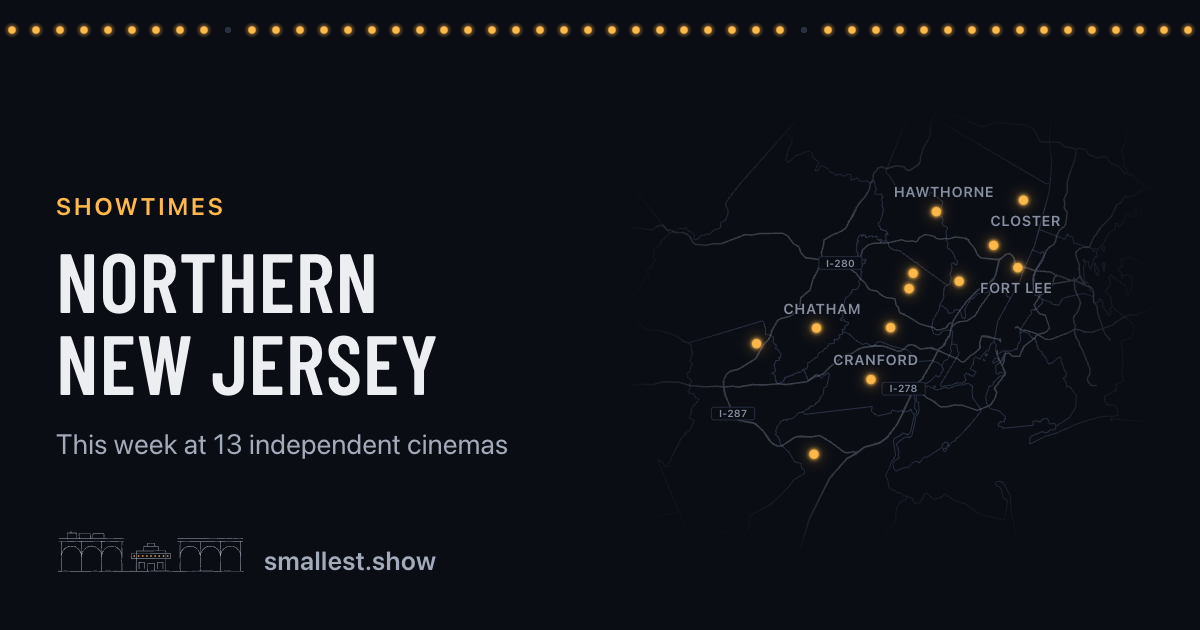 SHOWTIMES
NORTHERN
NEW JERSEY
This week at 13 independent cinemas
smallest.show
HAWTHORNE
CLOSTER
I-280
FORT LEE
CHATHAM
CRANFORD
I-278
I-287